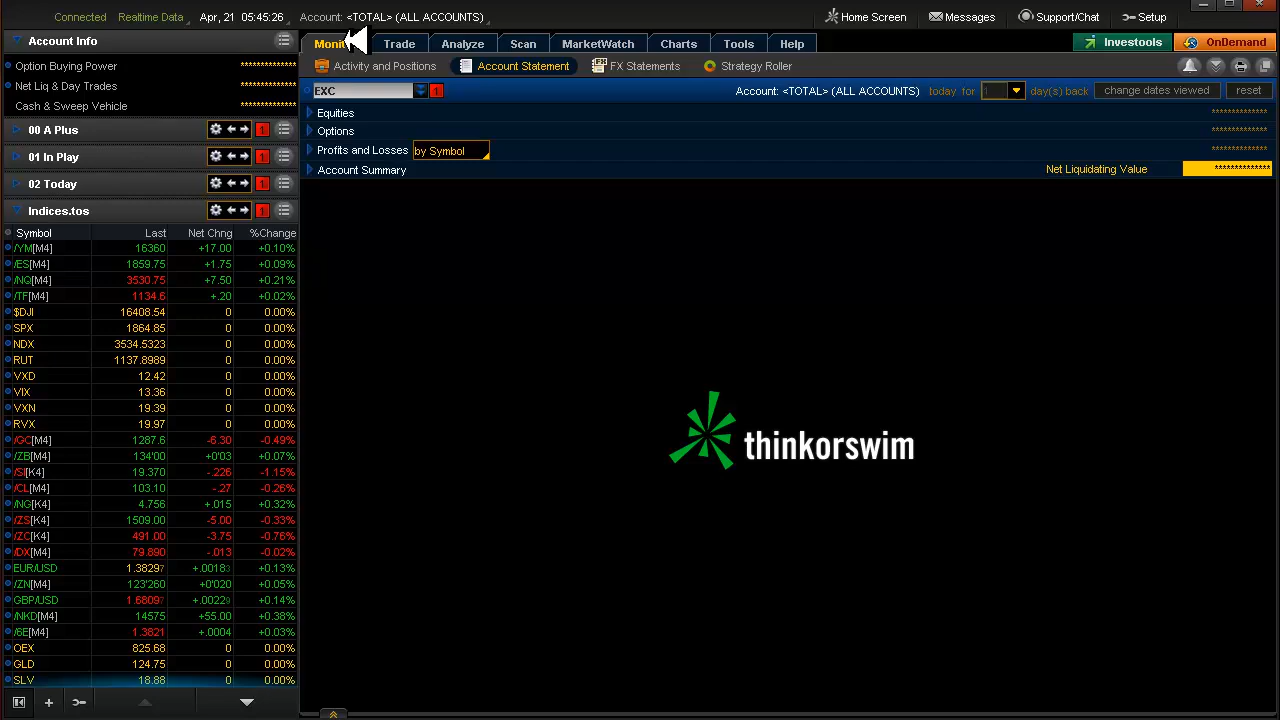 Connected Realtime Data Apr, 21 05:45:26 Account: <TOTAL> (ALL ACCOUNTS) Home Screen Messages Support/Chat Setup
Account Info
Monit Trade Analyze Scan MarketWatch Charts Tools Help Investools OnDemand
Option Buying Power **************
Activity and Positions Account Statement FX Statements Strategy Roller
Net Liq & Day Trades **************
EXC 1 Account: <TOTAL> (ALL ACCOUNTS) today for 1 day(s) back change dates viewed reset
Cash & Sweep Vehicle **************
Equities **************
00 A Plus 1
Options **************
Profits and Losses by Symbol **************
01 In Play 1
Account Summary Net Liquidating Value **************
02 Today 1
Indices.tos 1
Symbol Last Net Chng %Change
/YM[M4] 16360 +17.00 +0.10%
/ES[M4] 1859.75 +1.75 +0.09%
/NQ[M4] 3530.75 +7.50 +0.21%
/TF[M4] 1134.6 +.20 +0.02%
$DJI 16408.54 0 0.00%
SPX 1864.85 0 0.00%
NDX 3534.5323 0 0.00%
RUT 1137.8989 0 0.00%
VXD 12.42 0 0.00%
VIX 13.36 0 0.00%
VXN 19.39 0 0.00%
RVX 19.97 0 0.00%
/GC[M4] 1287.6 -6.30 -0.49%
/ZB[M4] 134'00 +0'03 +0.07%
thinkorswim
/SI[K4] 19.370 -.226 -1.15%
/CL[M4] 103.10 -.27 -0.26%
/NG[K4] 4.756 +.015 +0.32%
/ZS[K4] 1509.00 -5.00 -0.33%
/ZC[K4] 491.00 -3.75 -0.76%
/DX[M4] 79.890 -.013 -0.02%
EUR/USD 1.38297 +.00183 +0.13%
/ZN[M4] 123'260 +0'020 +0.05%
GBP/USD 1.68097 +.00229 +0.14%
/NKD[M4] 14575 +55.00 +0.38%
/6E[M4] 1.3821 +.0004 +0.03%
OEX 825.68 0 0.00%
GLD 124.75 0 0.00%
SLV 18.88 0 0.00%